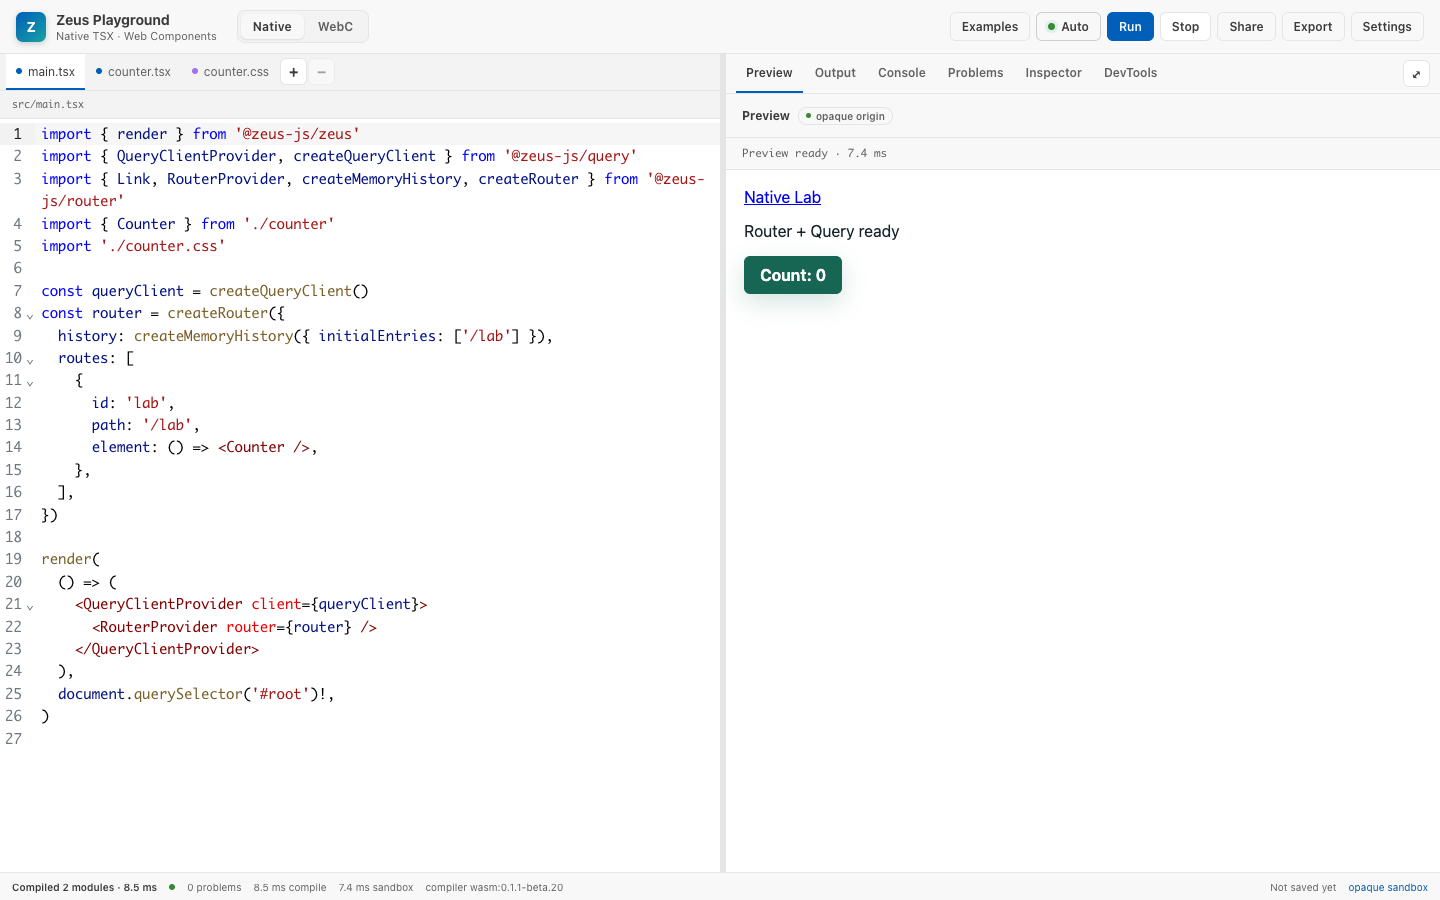 Z
Zeus Playground
Native TSX · Web Components
Native WebC
Examples Auto Run Stop Share Export Settings
main.tsx counter.tsx counter.css + −
src/main.tsx
1 import { render } from '@zeus-js/zeus'
2 import { QueryClientProvider, createQueryClient } from '@zeus-js/query'
3 import { Link, RouterProvider, createMemoryHistory, createRouter } from '@zeus-
js/router'
4 import { Counter } from './counter'
5 import './counter.css'
6
7 const queryClient = createQueryClient()
8 const router = createRouter({
9 history: createMemoryHistory({ initialEntries: ['/lab'] }),
10 routes: [
11 {
12 id: 'lab',
13 path: '/lab',
14 element: () => <Counter />,
15 },
16 ],
17 })
18
19 render(
20 () => (
21 <QueryClientProvider client={queryClient}>
22 <RouterProvider router={router} />
23 </QueryClientProvider>
24 ),
25 document.querySelector('#root')!,
26 )
27
Preview Output Console Problems Inspector DevTools
Preview opaque origin
Preview ready · 7.4 ms
Native Lab
Router + Query ready
Count: 0
Compiled 2 modules · 8.5 ms 0 problems 8.5 ms compile 7.4 ms sandbox compiler wasm:0.1.1-beta.20
Not saved yet opaque sandbox